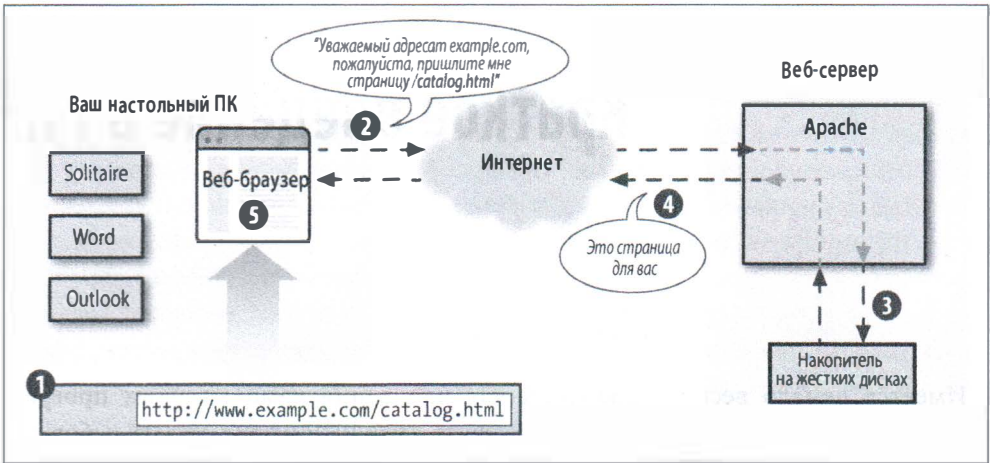 "Уважаемый адресат example.com,
пожалуйста, пришлите мне
страницу /catalog.html"
Веб-сервер
Ваш настольный ПК
2
Apache
Solitaire
Веб-браузер
Интернет
5
4
Word
Это страница
для вас
Outlook
3
Накопитель
на жестких дисках
1
http://www.example.com/catalog.html